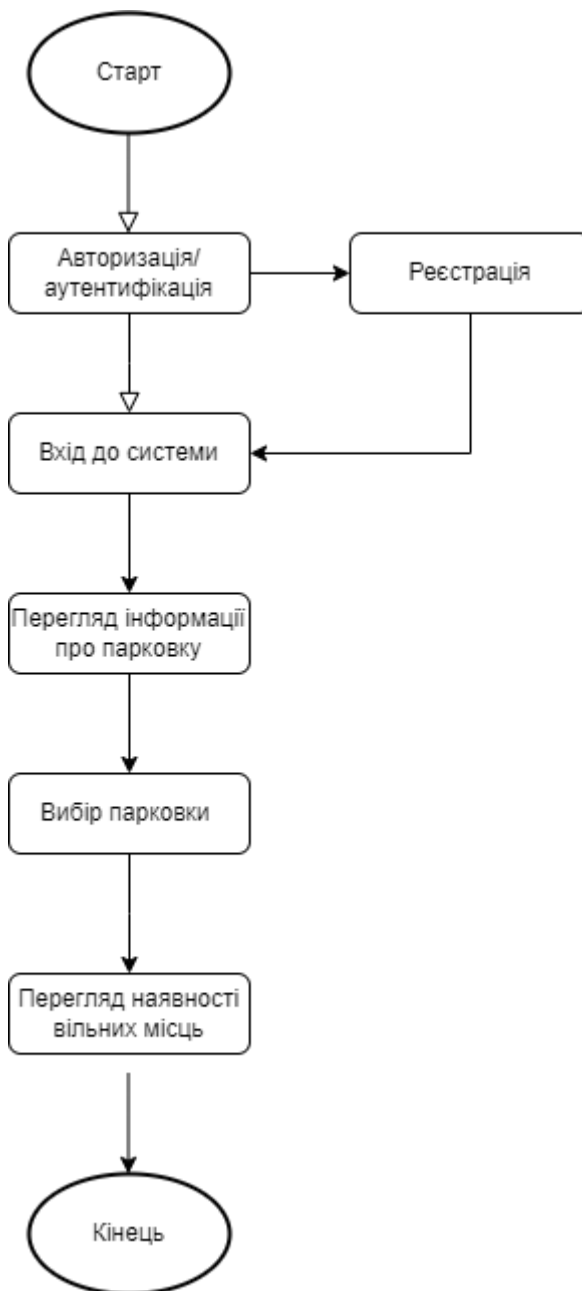 Старт
Авторизація/
аутентифікація
Реєстрація
Вхід до системи
Перегляд інформації
про парковку
Вибір парковки
Перегляд наявності
вільних місць
Кінець